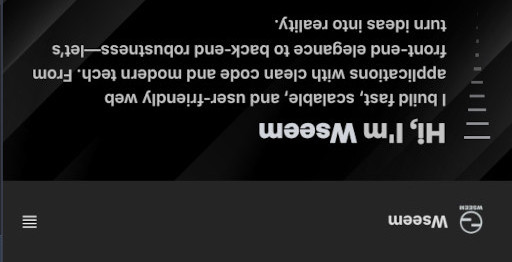 WSEEM
Wseem
Hi, I'm Wseem
I build fast, scalable, and user-friendly web
applications with clean code and modern tech. From
front-end elegance to back-end robustness—let's
turn ideas into reality.